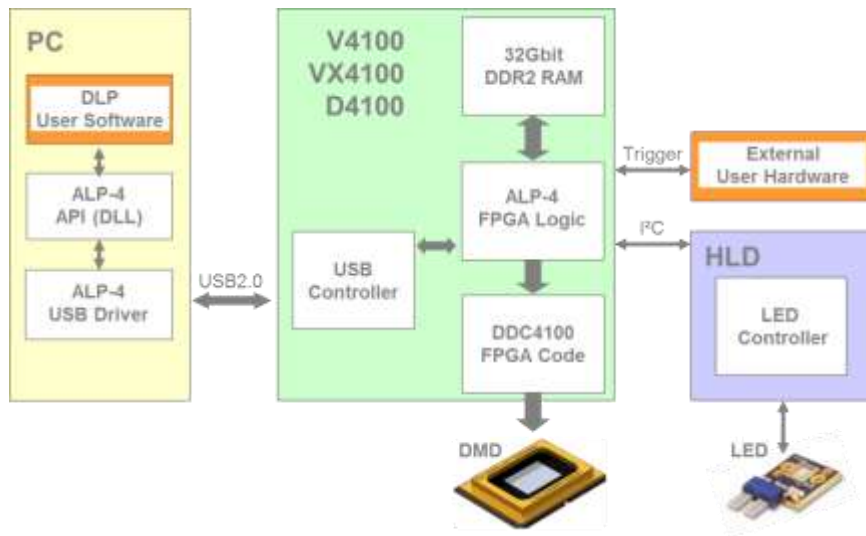 PC
DLP
User Software
ALP-4
API (DLL)
ALP-4
USB Driver
USB2.0
V4100
VX4100
D4100
32Gbit
DDR2 RAM
ALP-4
FPGA Logic
USB
Controller
DDC4100
FPGA Code
DMD
Trigger
External
User Hardware
I²C
HLD
LED
Controller
LED